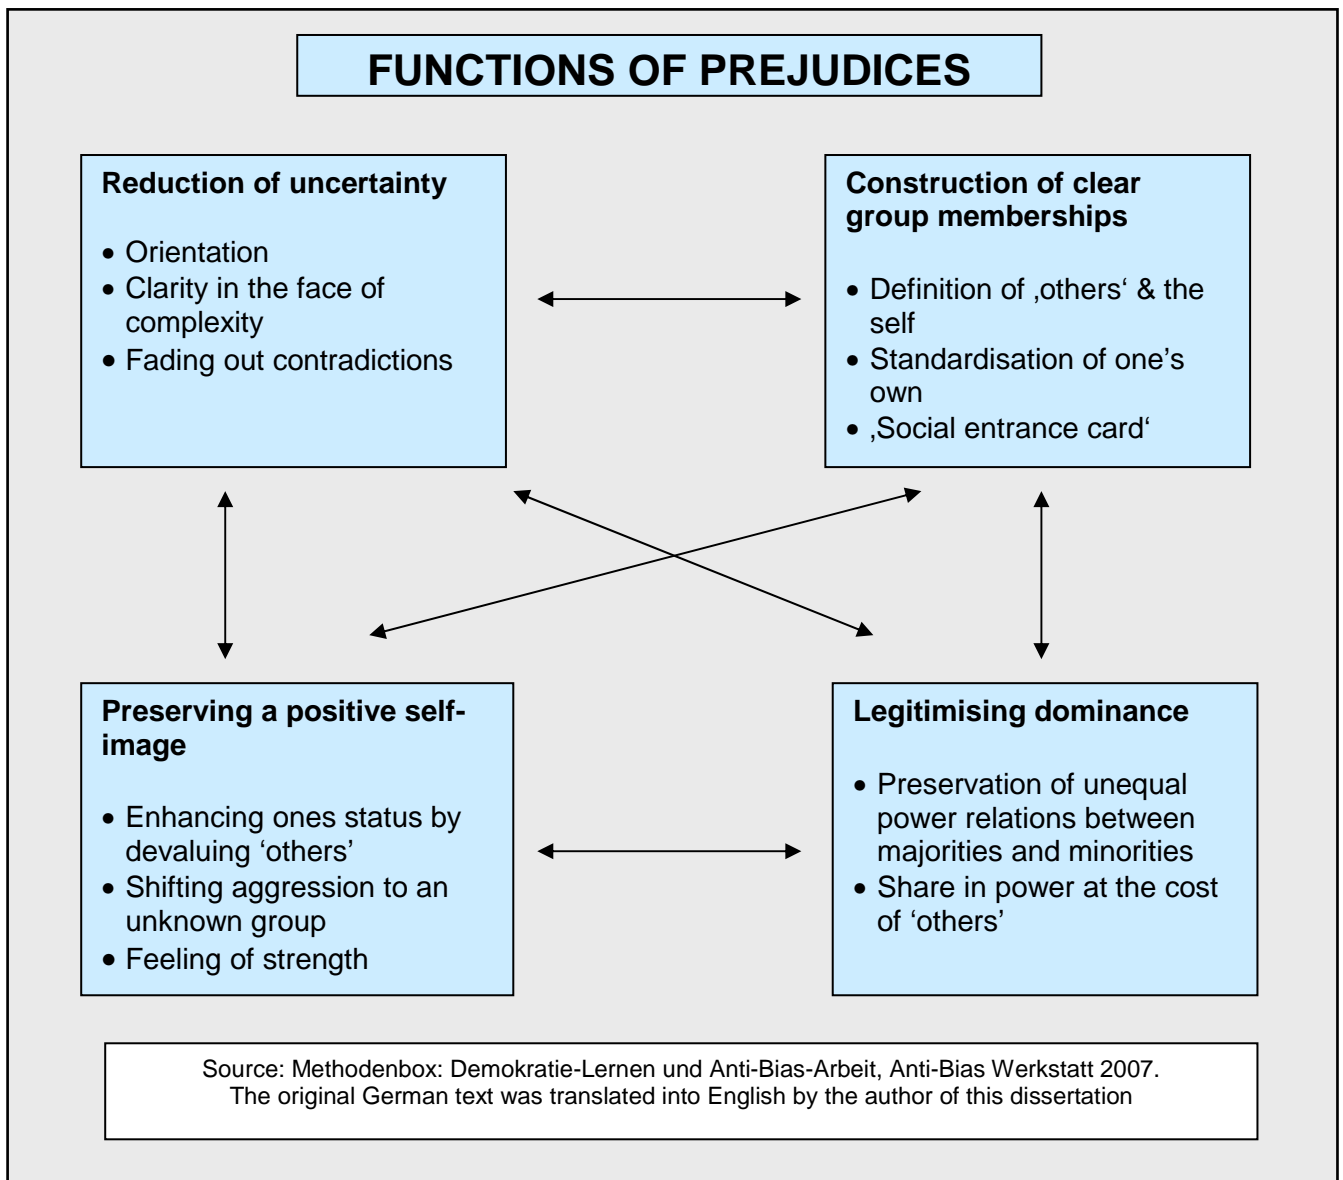 FUNCTIONS OF PREJUDICES
Reduction of uncertainty
• Orientation
• Clarity in the face of
complexity
• Fading out contradictions
Construction of clear
group memberships
• Definition of ‚others‘ & the
self
• Standardisation of one’s
own
• ‚Social entrance card‘
Preserving a positive self-
image
• Enhancing ones status by
devaluing ‘others’
• Shifting aggression to an
unknown group
• Feeling of strength
Legitimising dominance
• Preservation of unequal
power relations between
majorities and minorities
• Share in power at the cost
of ‘others’
Source: Methodenbox: Demokratie-Lernen und Anti-Bias-Arbeit, Anti-Bias Werkstatt 2007.
The original German text was translated into English by the author of this dissertation